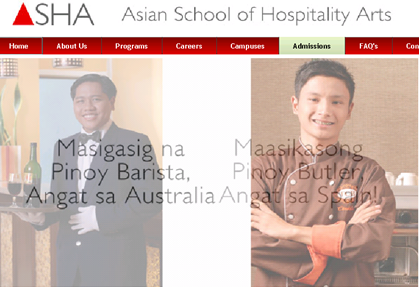 ASHA Asian School of Hospitality Arts
Home About Us Programs Careers Campuses Admissions FAQ's
Masigasig na
Pinoy Barista,
Angat sa Australia
Maasikasong
Pinoy Butler,
Angat sa Spain!